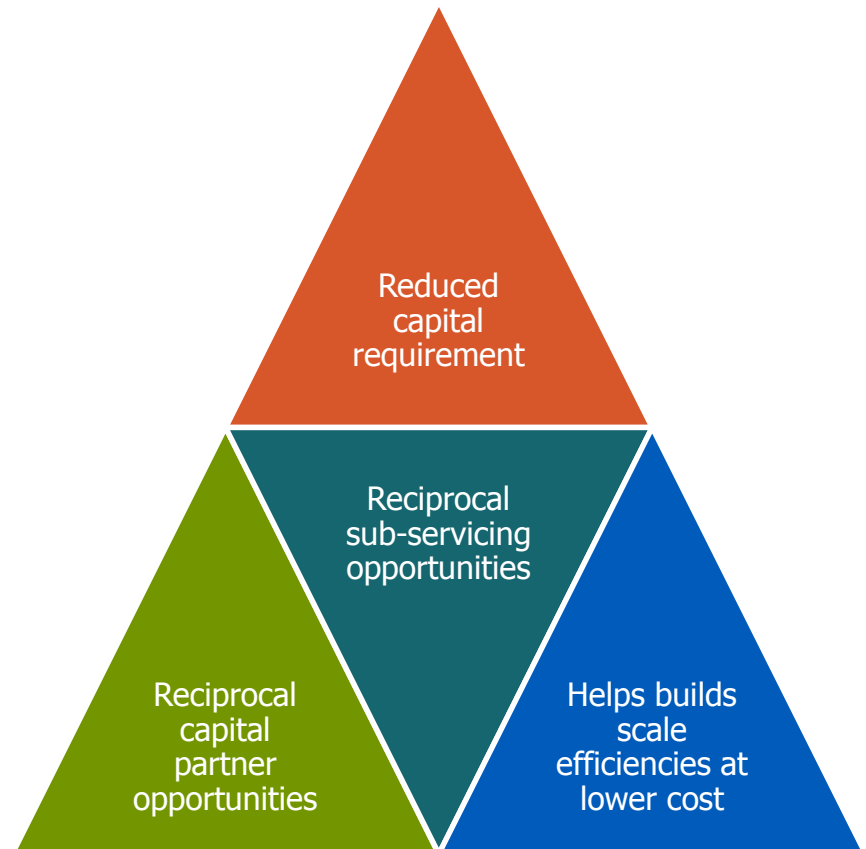 Reduced
capital
requirement
Reciprocal
sub-servicing
opportunities
Reciprocal
capital
partner
opportunities
Helps builds
scale
efficiencies at
lower cost